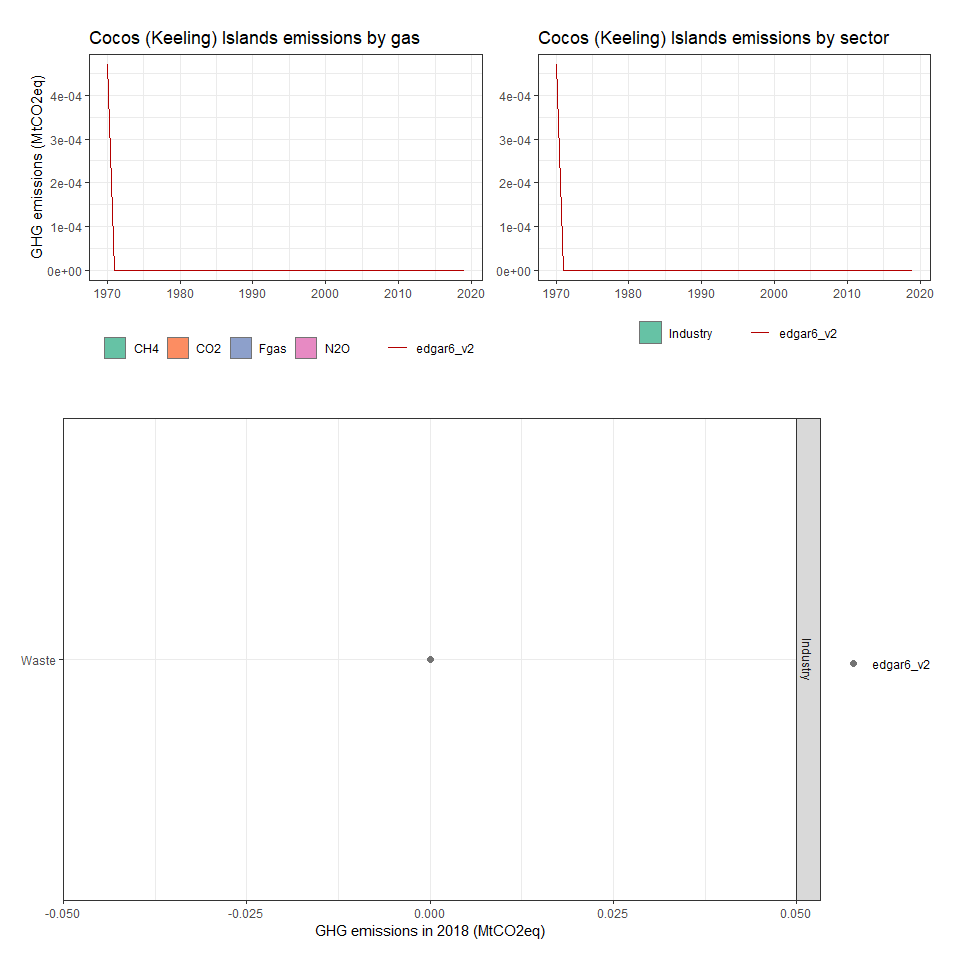 Cocos (Keeling) Islands emissions by gas
GHG emissions (MtCO2eq)
4e-04
3e-04
2e-04
1e-04
0e+00
1970 1980 1990 2000 2010 2020
CH4 CO2 Fgas N2O edgar6_v2
Cocos (Keeling) Islands emissions by sector
4e-04
3e-04
2e-04
1e-04
0e+00
1970 1980 1990 2000 2010 2020
Industry edgar6_v2
Waste
Industry
edgar6_v2
-0.050 -0.025 0.000 0.025 0.050
GHG emissions in 2018 (MtCO2eq)